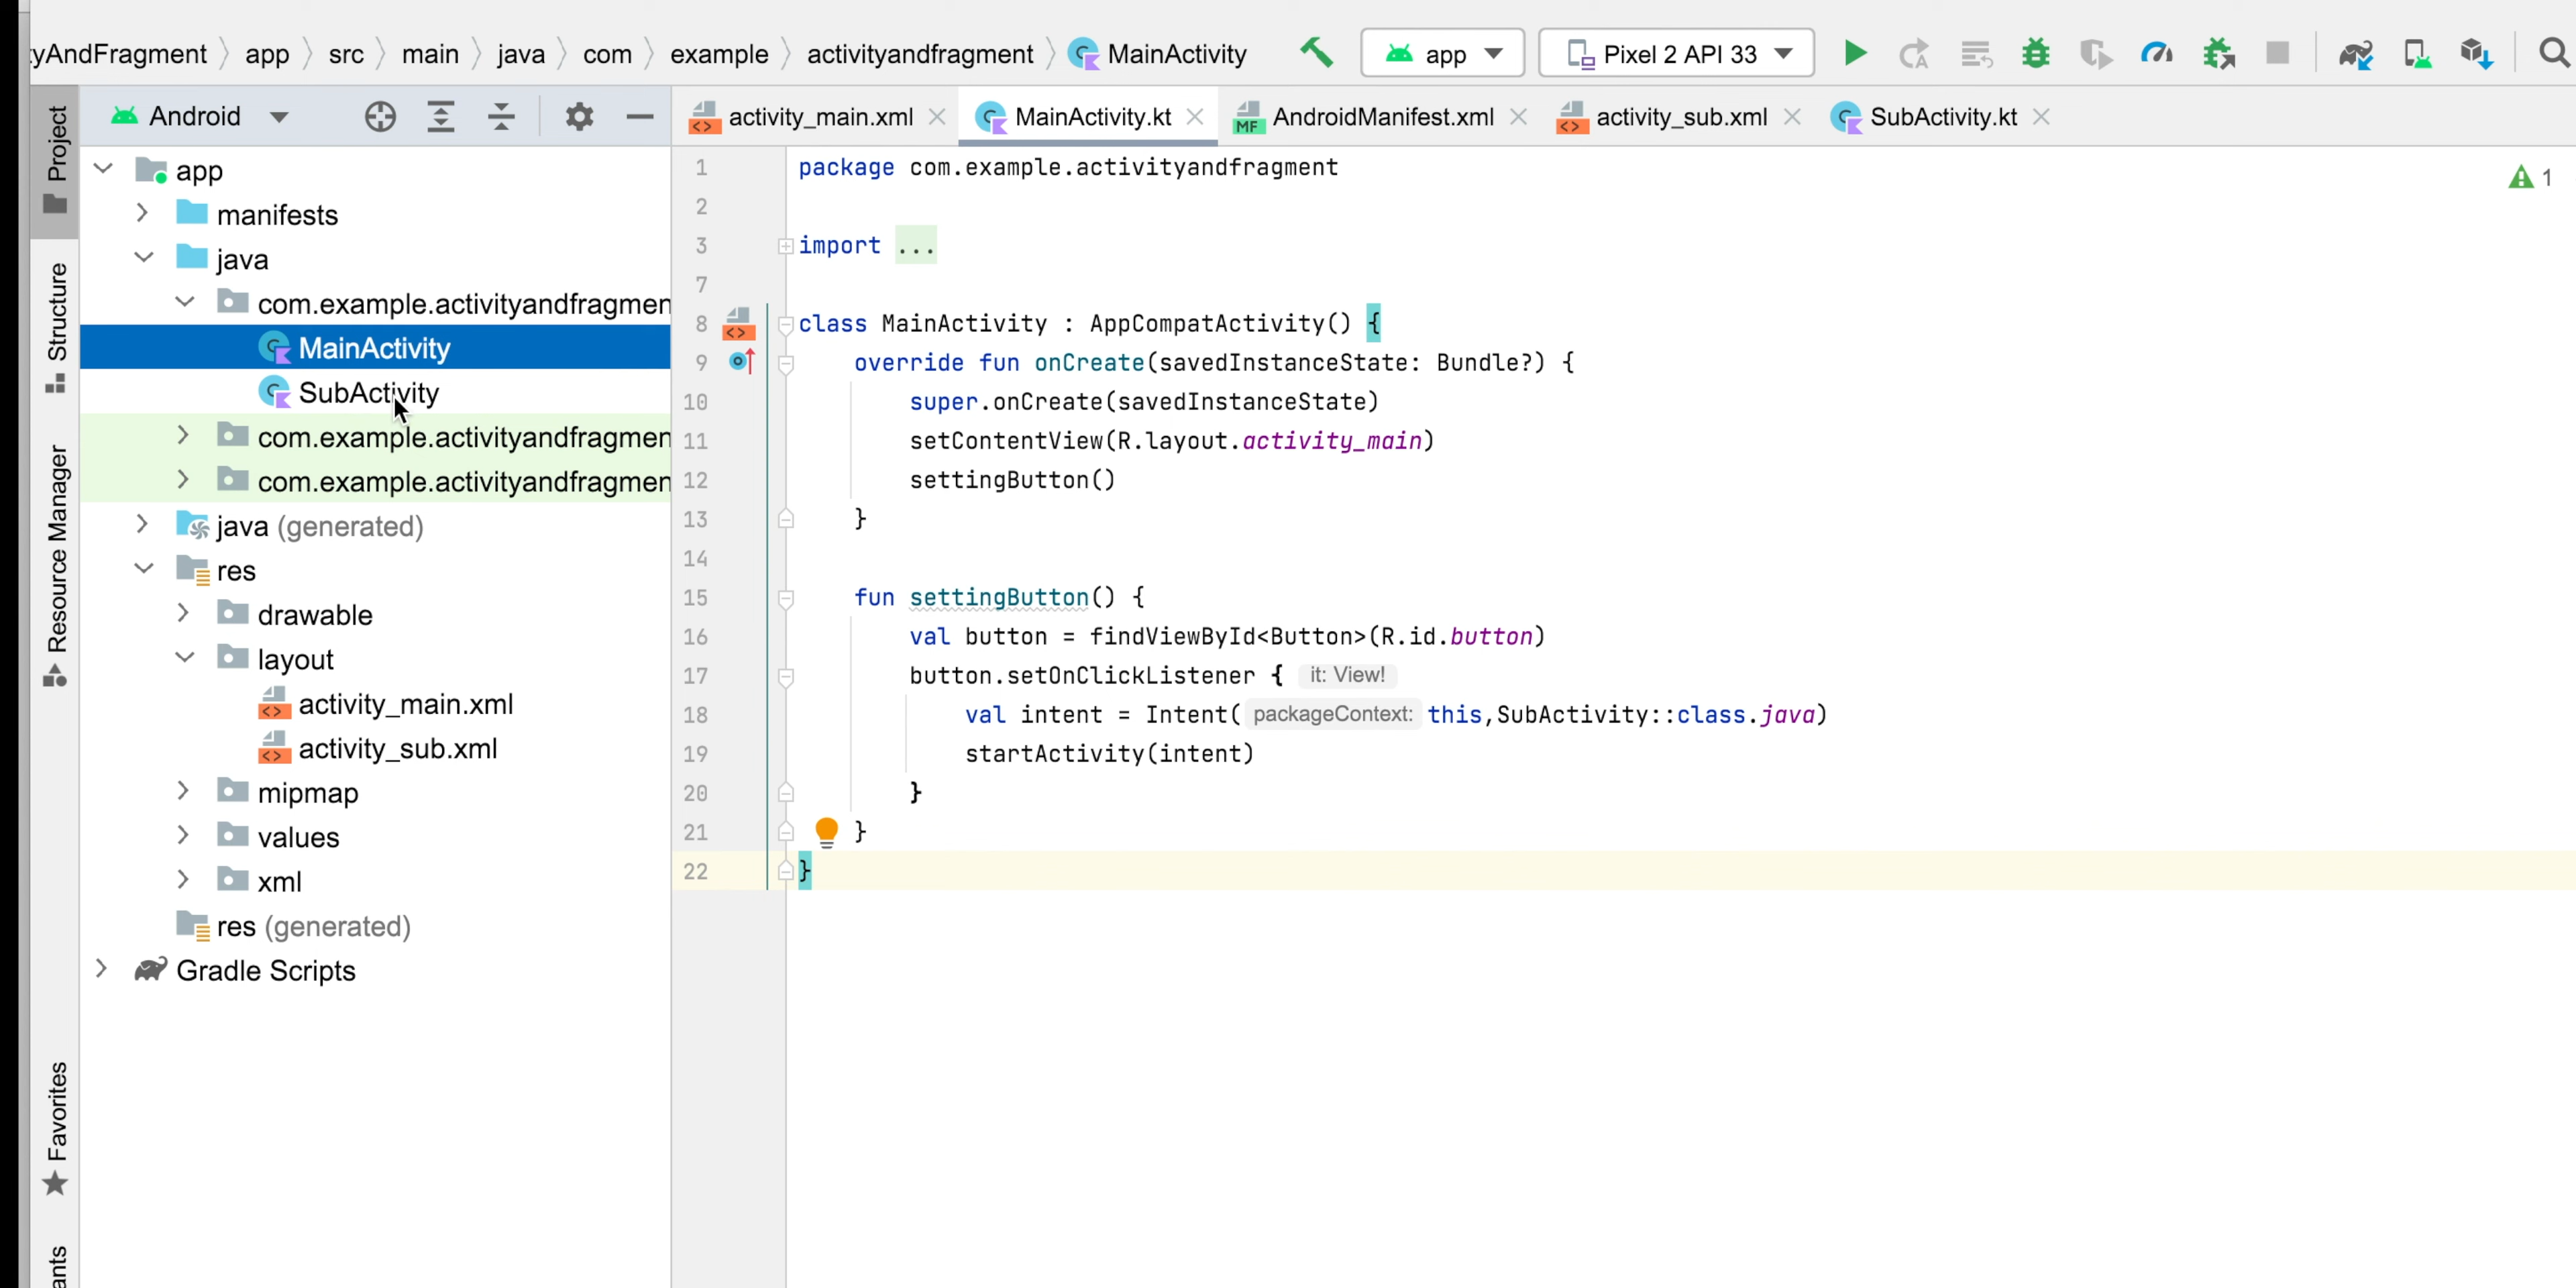 tyAndFragment 〉 app 〉 src 〉 main 〉 java 〉 com 〉 example 〉 activityandfragment 〉 MainActivity
app
Pixel 2 API 33
Project
Structure
Resource Manager
Favorites
ants
Android
app
manifests
java
com.example.activityandfragmen
MainActivity
SubActivity
com.example.activityandfragmen
com.example.activityandfragmen
java (generated)
res
drawable
layout
activity_main.xml
activity_sub.xml
mipmap
values
xml
res (generated)
Gradle Scripts
activity_main.xml
MainActivity.kt
AndroidManifest.xml
activity_sub.xml
SubActivity.kt
1
1 package com.example.activityandfragment
2
3 import ...
7
8 class MainActivity : AppCompatActivity() {
9 override fun onCreate(savedInstanceState: Bundle?) {
10 super.onCreate(savedInstanceState)
11 setContentView(R.layout.activity_main)
12 settingButton()
13 }
14
15 fun settingButton() {
16 val button = findViewById<Button>(R.id.button)
17 button.setOnClickListener { it: View!
18 val intent = Intent( packageContext: this,SubActivity::class.java)
19 startActivity(intent)
20 }
21 }
22 }